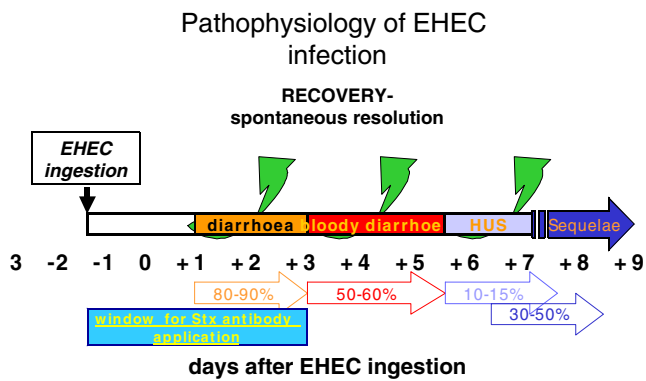 Pathophysiology of EHEC
infection
RECOVERY-
spontaneous resolution
EHEC
ingestion
diarrhoea bloody diarrhoe HUS Sequelae
3 -2 -1 0 +1 +2 +3 +4 +5 +6 +7 +8 +9
80-90% 50-60% 10-15%
30-50%
window for Stx antibody
application
days after EHEC ingestion